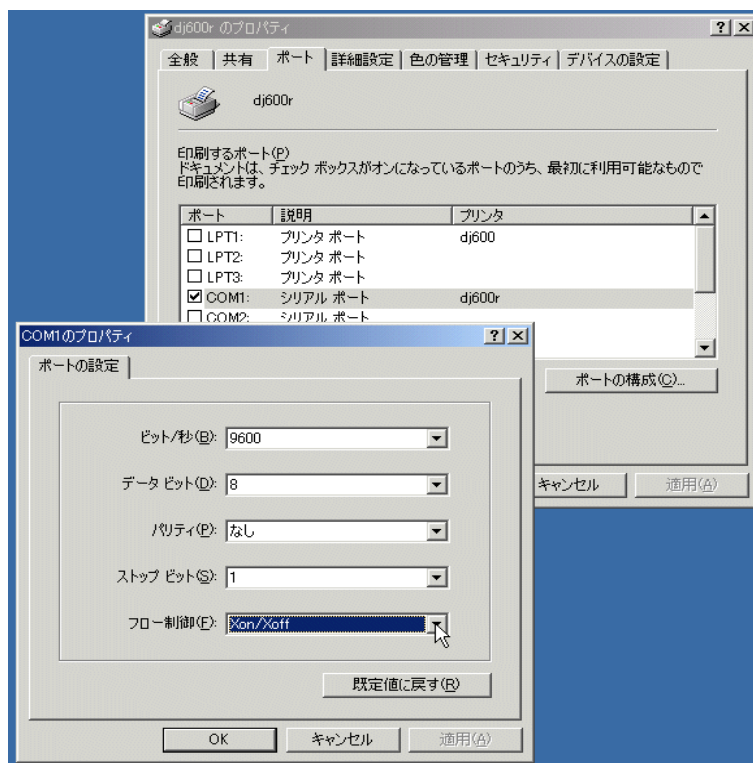 dj600r のプロパティ
全般 共有 ポート 詳細設定 色の管理 セキュリティ デバイスの設定
dj600r
印刷するポート(P)
ドキュメントは、チェック ボックスがオンになっているポートのうち、最初に利用可能なもので
印刷されます。
ポート 説明 プリンタ
LPT1: プリンタ ポート dj600
LPT2: プリンタ ポート
LPT3: プリンタ ポート
COM1: シリアル ポート dj600r
COM2: シリアル ポート
ポートの構成(C)...
キャンセル 適用(A)
COM1のプロパティ
ポートの設定
ビット/秒(B): 9600
データ ビット(D): 8
パリティ(P): なし
ストップ ビット(S): 1
フロー制御(F): Xon/Xoff
既定値に戻す(R)
OK キャンセル 適用(A)